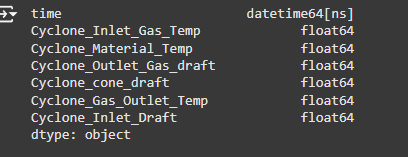 time datetime64[ns]
Cyclone_Inlet_Gas_Temp float64
Cyclone_Material_Temp float64
Cyclone_Outlet_Gas_draft float64
Cyclone_cone_draft float64
Cyclone_Gas_Outlet_Temp float64
Cyclone_Inlet_Draft float64
dtype: object